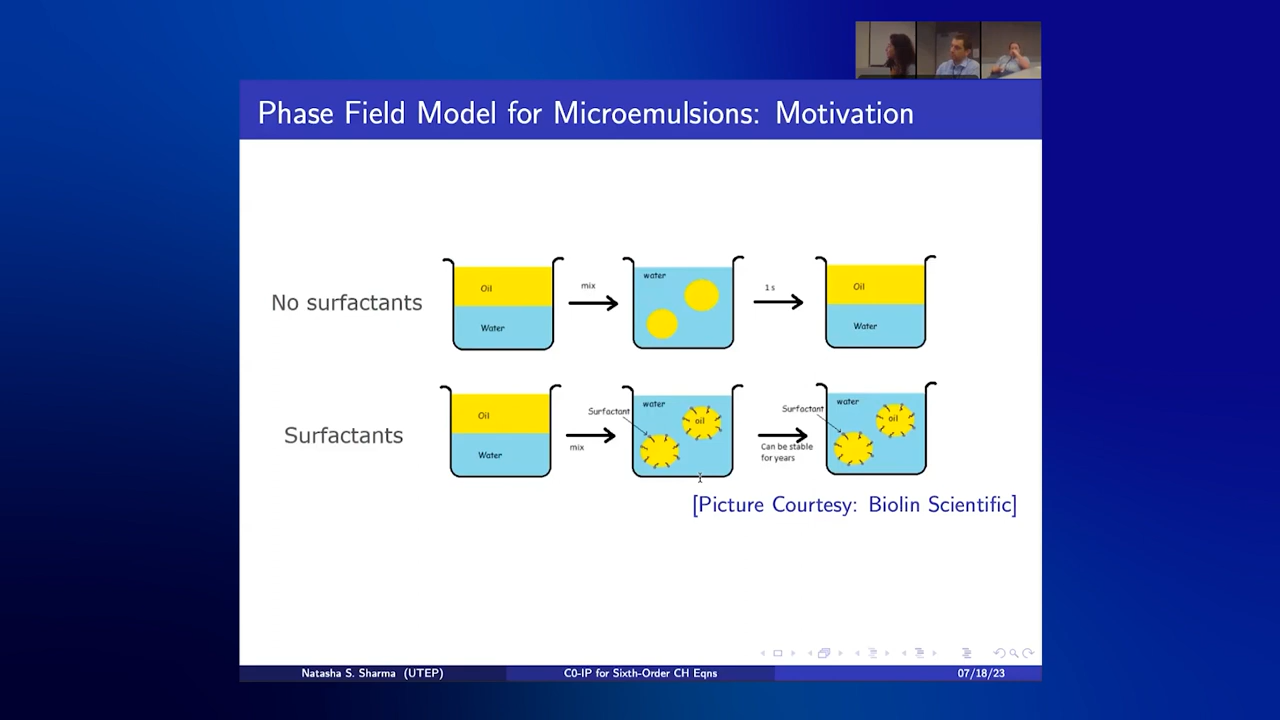 Phase Field Model for Microemulsions: Motivation
No surfactants
Oil
Water
mix
water
1 s
Oil
Water
Surfactants
Oil
Water
mix
Surfactant
water
oil
Can be stable
for years
Surfactant
water
oil
[Picture Courtesy: Biolin Scientific]
Natasha S. Sharma (UTEP)
C0-IP for Sixth-Order CH Eqns
07/18/23